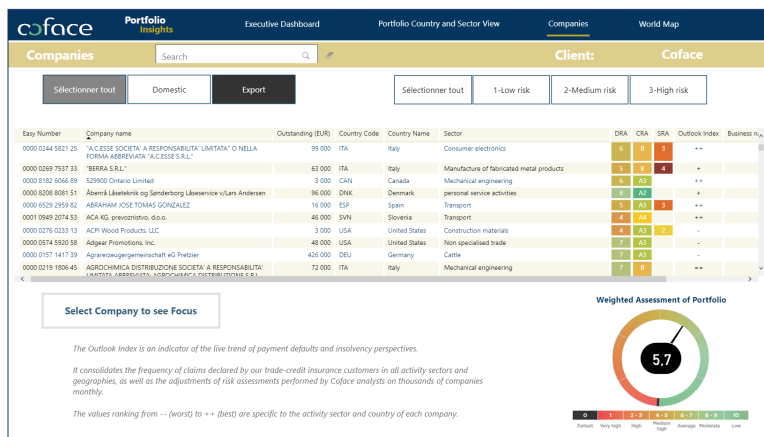 coface
Portfolio
Insights
Executive Dashboard
Portfolio Country and Sector View
Companies
World Map
Companies
Search
Client:
Coface
Sélectionner tout
Domestic
Export
Sélectionner tout
1-Low risk
2-Medium risk
3-High risk
Easy Number Company name Outstanding (EUR) Country Code Country Name Sector DRA CRA SRA Outlook Index Business n
0000 0244 5821 25 "A.C.ESSE SOCIETA' A RESPONSABILITA' LIMITATA" O NELLA 99 000 ITA Italy Consumer electronics 6 B 3 ++
FORMA ABBREVIATA "A.C.ESSE S.R.L."
0000 0269 7537 33 "BERRA S.R.L." 63 000 ITA Italy Manufacture of fabricated metal products 5 B 4 +
0000 8182 6066 89 529900 Ontario Limited 3 000 CAN Canada Mechanical engineering 6 A3 ++
0000 8208 8081 51 Åbenrå Låseteknik og Sønderborg Låseservice v/Lars Andersen 96 000 DNK Denmark personal service activities 8 A2 +
0000 6529 2959 82 ABRAHAM JOSE TOMAS GONZALEZ 16 000 ESP Spain Transport 5 A3 3 ++
0001 0949 2074 53 ACA KG. prevoznistvo, d.o.o. 46 000 SVN Slovenia Transport 4 A4 ++
0000 0276 0233 13 ACPI Wood Products, LLC 3 000 USA United States Construction materials 4 A3 2 -
0000 0574 5920 58 Adgear Promotions, Inc. 48 000 USA United States Non specialised trade 7 A3 -
0000 0157 1417 39 Agrarerzeugergemeinschaft eG Pretzier 426 000 DEU Germany Cattle 7 A3 -
0000 0219 1806 45 AGROCHIMICA DISTRIBUZIONE SOCIETA' A RESPONSABILITA' 72 000 ITA Italy Mechanical engineering 7 B ==
LIMITATA ABBREVIATA: AGROCHIMICA DISTRIBUZIONE S.R.L.
Select Company to see Focus
The Outlook Index is an indicator of the live trend of payment defaults and insolvency perspectives.
It consolidates the frequency of claims declared by our trade-credit insurance customers in all activity sectors and
geographies, as well as the adjustments of risk assessments performed by Coface analysts on thousands of companies
monthly.
The values ranking from -- (worst) to ++ (best) are specific to the activity sector and country of each company.
Weighted Assessment of Portfolio
5,7
0 1 2 - 3 4 - 5 6 - 7 8 - 9 10
Default Very high High Medium high Average Moderate Low